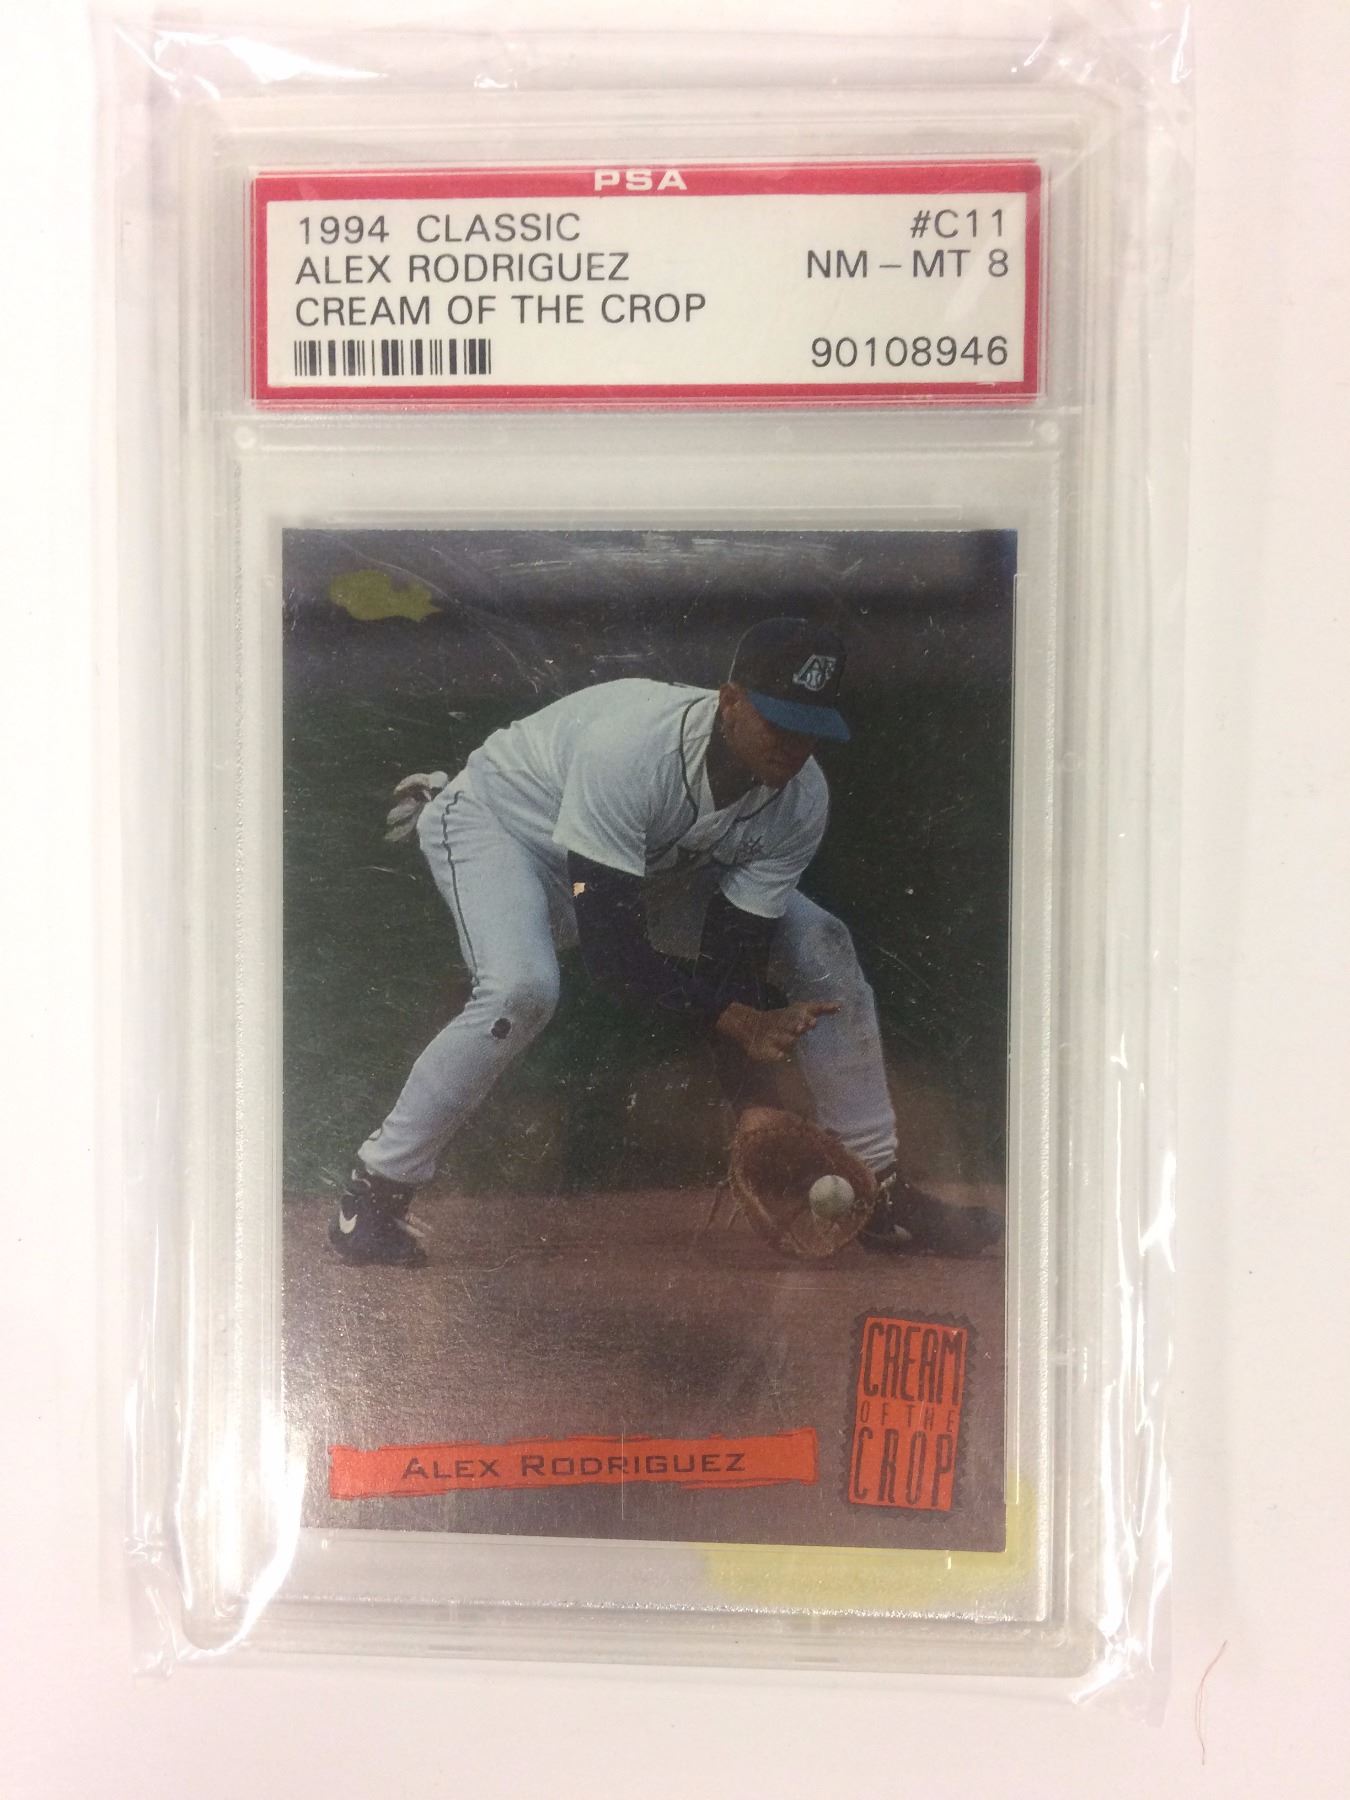 PSA
1994 CLASSIC #C11
ALEX RODRIGUEZ NM-MT 8
CREAM OF THE CROP
90108946
AF
CREAM
OF THE
CROP
ALEX RODRIGUEZ